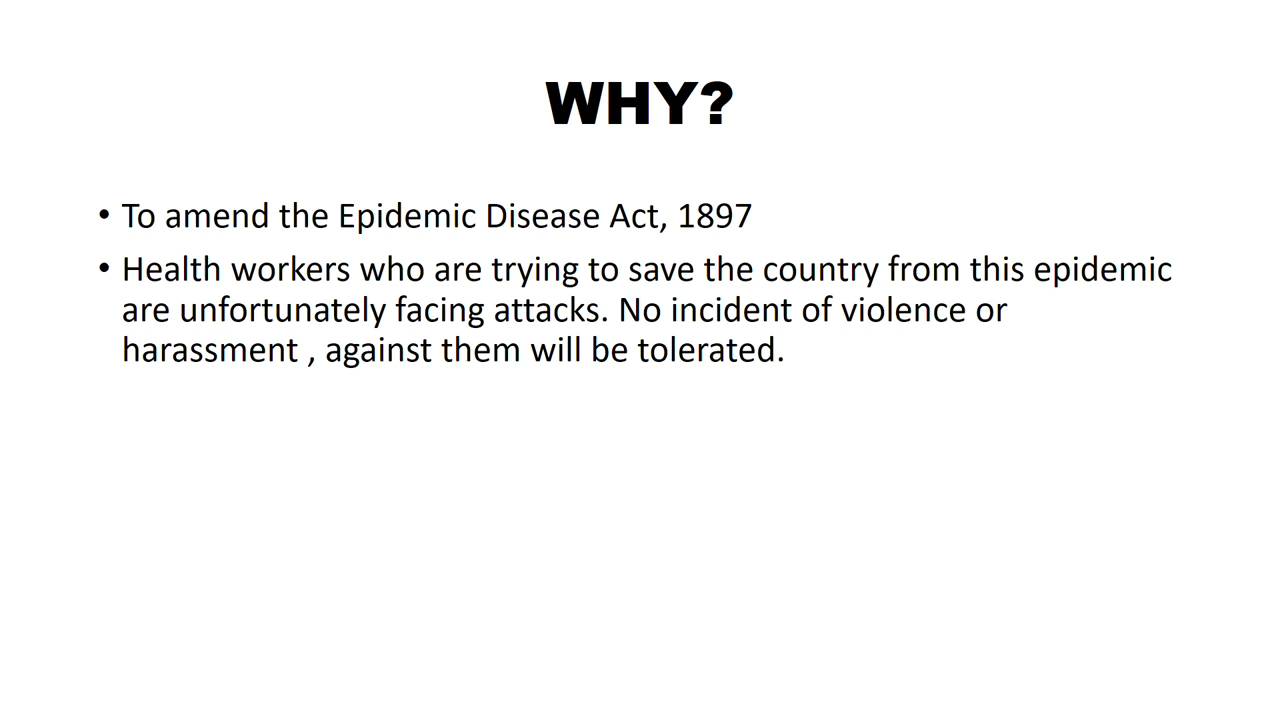 WHY?
• To amend the Epidemic Disease Act, 1897
• Health workers who are trying to save the country from this epidemic
are unfortunately facing attacks. No incident of violence or
harassment , against them will be tolerated.